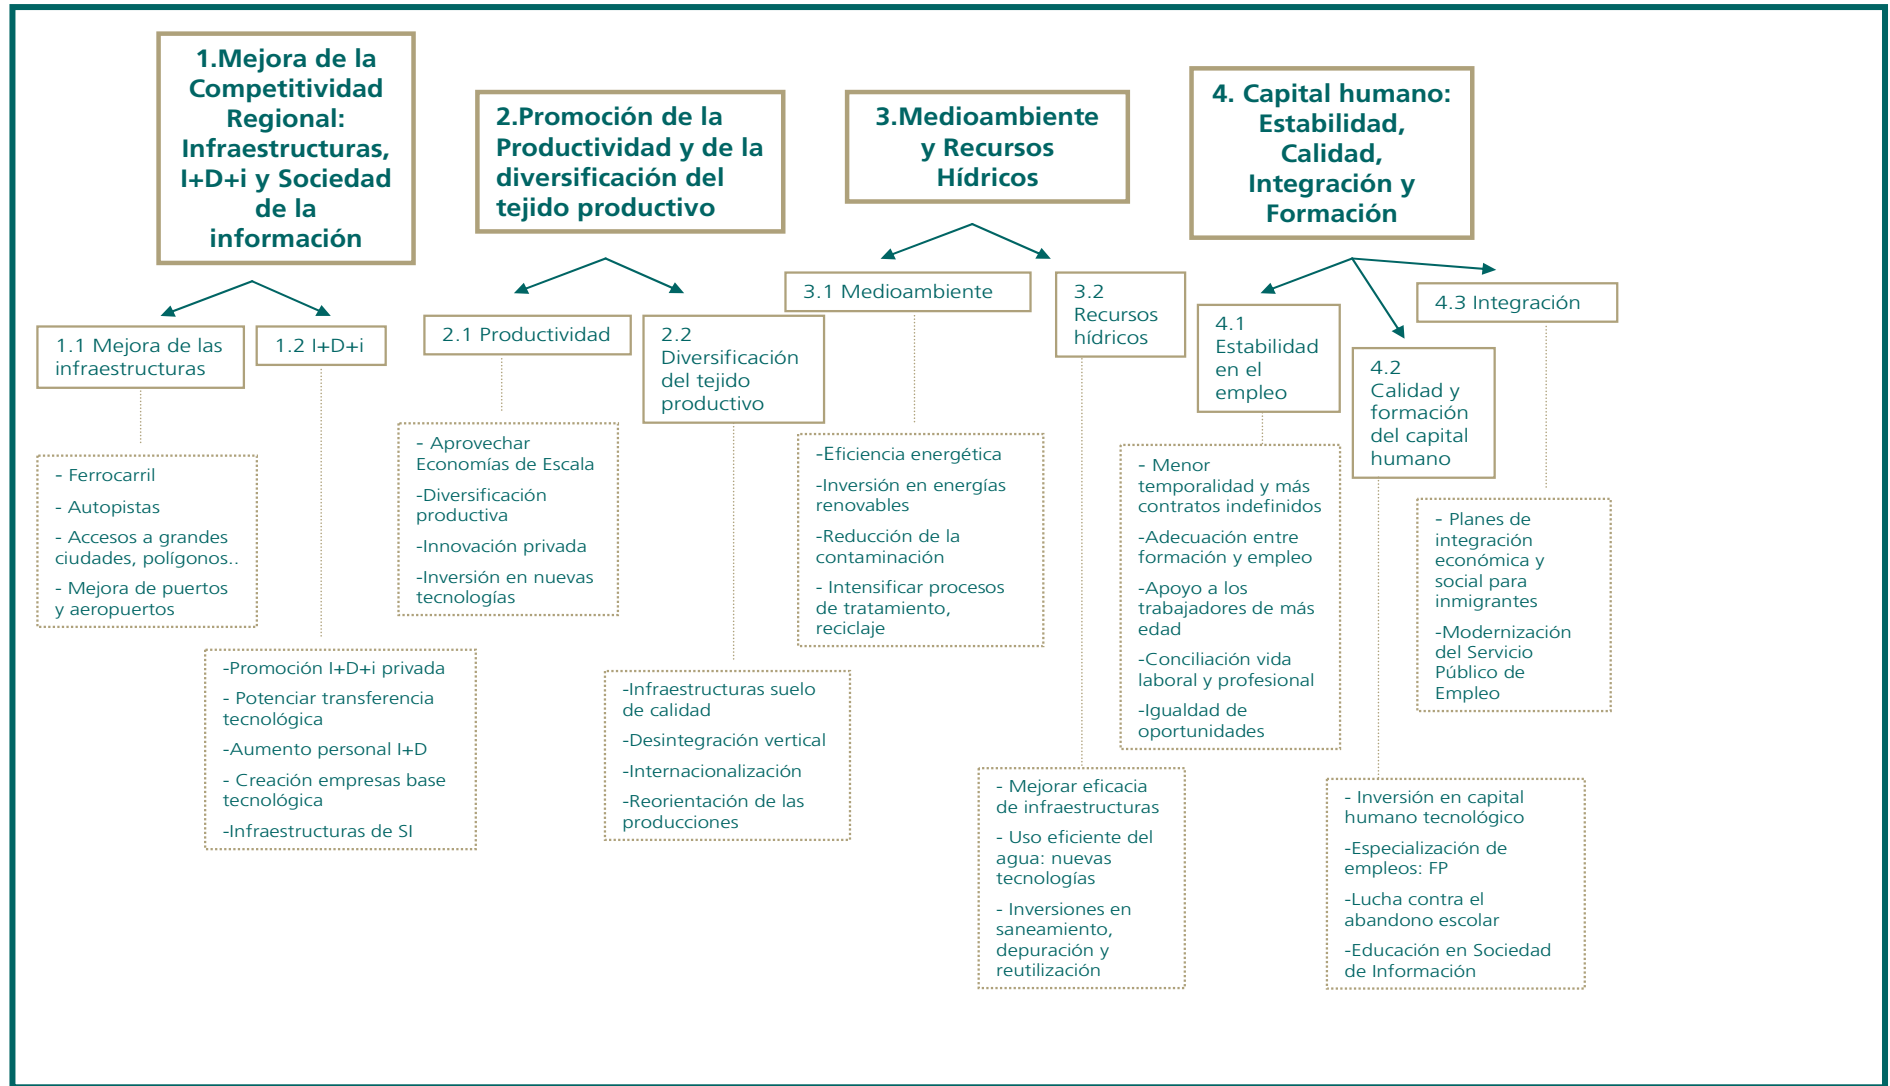 1.Mejora de la
Competitividad
Regional:
Infraestructuras,
I+D+i y Sociedad
de la
información
2.Promoción de la
Productividad y de la
diversificación del
tejido productivo
3.Medioambiente
y Recursos
Hídricos
4. Capital humano:
Estabilidad,
Calidad,
Integración y
Formación
1.1 Mejora de las
infraestructuras
1.2 I+D+i
2.1 Productividad
2.2
Diversificación
del tejido
productivo
3.1 Medioambiente
3.2
Recursos
hídricos
4.1
Estabilidad
en el
empleo
4.2
Calidad y
formación
del capital
humano
4.3 Integración
- Ferrocarril
- Autopistas
- Accesos a grandes
ciudades, polígonos..
- Mejora de puertos
y aeropuertos
-Promoción I+D+i privada
- Potenciar transferencia
tecnológica
-Aumento personal I+D
- Creación empresas base
tecnológica
-Infraestructuras de SI
- Aprovechar
Economías de Escala
-Diversificación
productiva
- Innovación privada
-Inversión en nuevas
tecnologías
-Infraestructuras suelo
de calidad
-Desintegración vertical
-Internacionalización
-Reorientación de las
producciones
-Eficiencia energética
-Inversión en energías
renovables
-Reducción de la
contaminación
- Intensificar procesos
de tratamiento,
reciclaje
- Mejorar eficacia
de infraestructuras
- Uso eficiente del
agua: nuevas
tecnologías
- Inversiones en
saneamiento,
depuración y
reutilización
- Menor
temporalidad y más
contratos indefinidos
-Adecuación entre
formación y empleo
-Apoyo a los
trabajadores de más
edad
-Conciliación vida
laboral y profesional
-Igualdad de
oportunidades
- Inversión en capital
humano tecnológico
-Especialización de
empleos: FP
-Lucha contra el
abandono escolar
-Educación en Sociedad
de Información
- Planes de
integración
económica y
social para
inmigrantes
-Modernización
del Servicio
Público de
Empleo